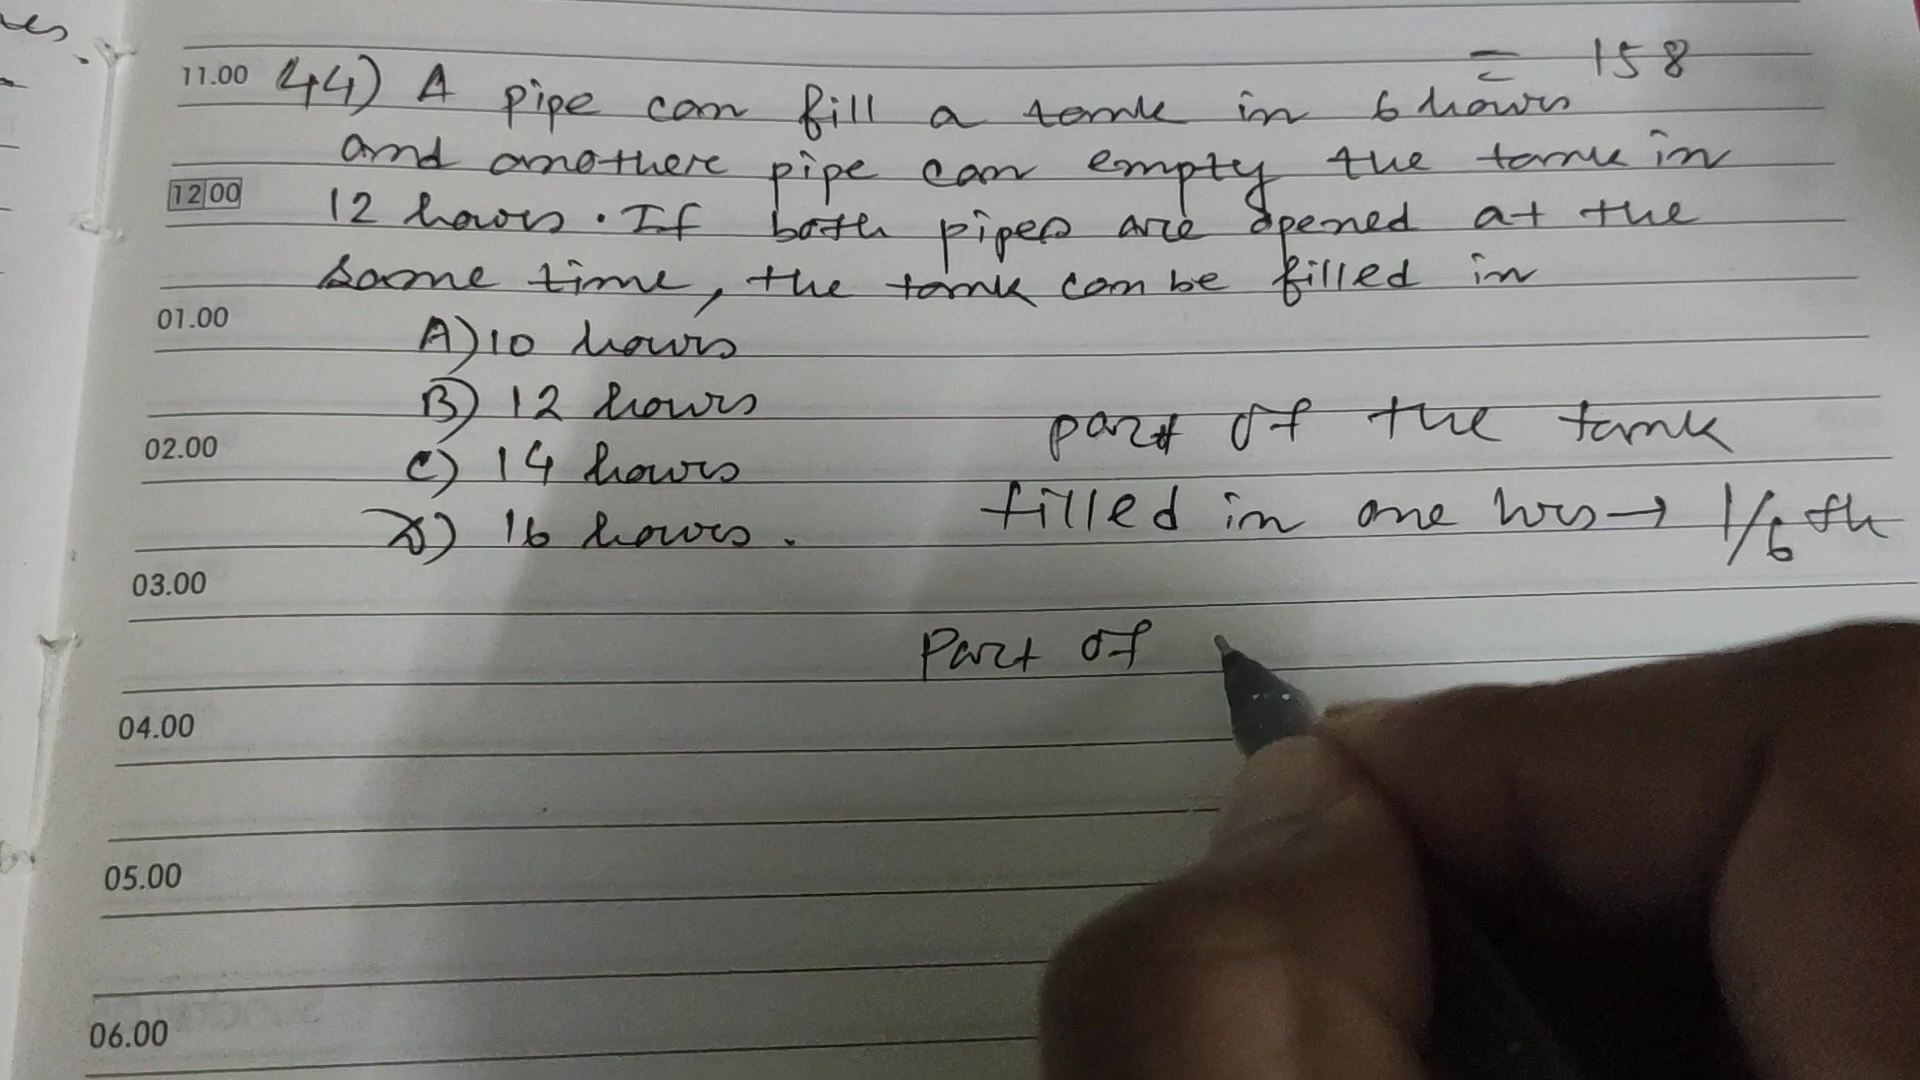 = 158
11.00 44) A pipe can fill a tank in 6 hours
and anothere pipe can empty the tank in
12 00 12 hours. If both pipes are opened at the
same time, the tank can be filled in
01.00
A) 10 hours
B) 12 hours
02.00 C) 14 hours
D) 16 hours.
part of the tank
filled in one hrs → 1/6 th
03.00
Part of
04.00
05.00
06.00